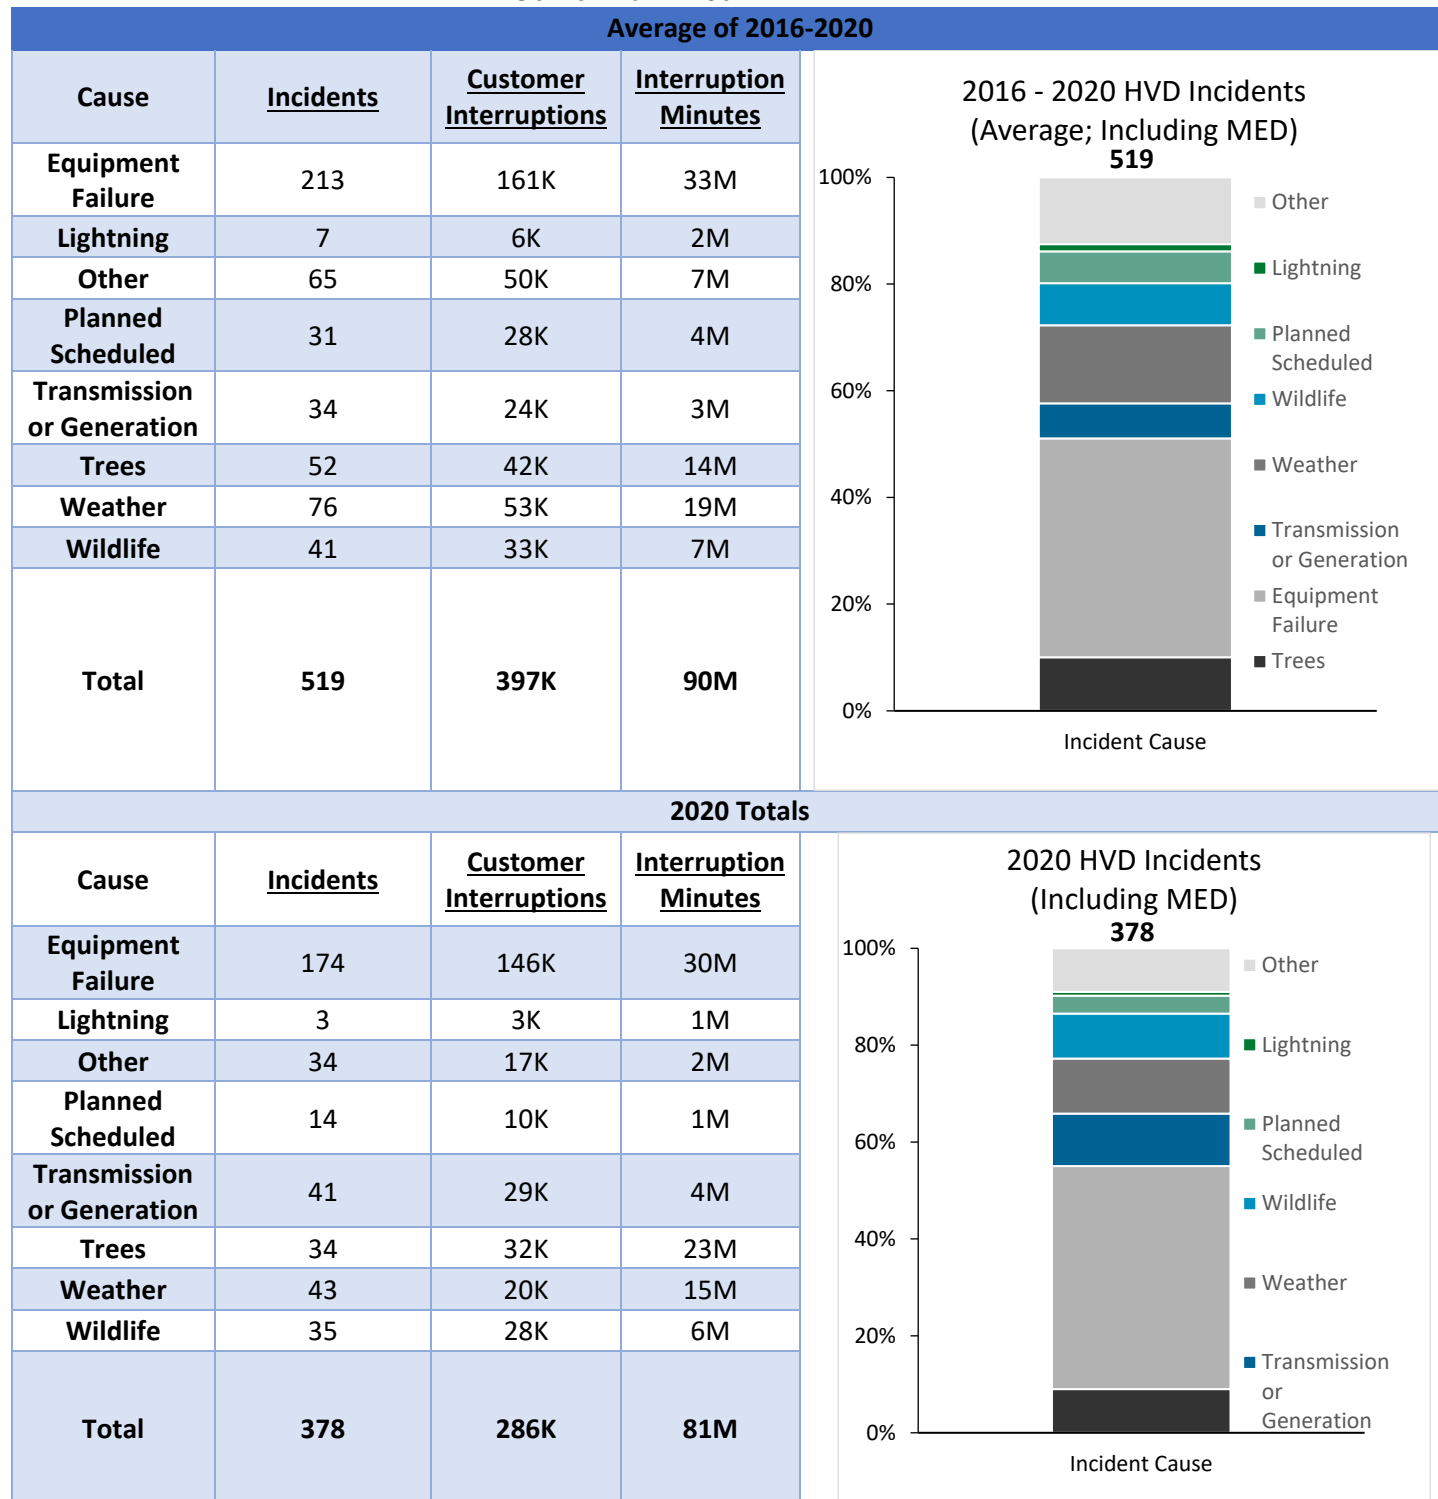 Average of 2016-2020
Cause Incidents Customer Interruptions Interruption Minutes
Equipment Failure 213 161K 33M
Lightning 7 6K 2M
Other 65 50K 7M
Planned Scheduled 31 28K 4M
Transmission or Generation 34 24K 3M
Trees 52 42K 14M
Weather 76 53K 19M
Wildlife 41 33K 7M
Total 519 397K 90M
2016 - 2020 HVD Incidents
(Average; Including MED)
519
100%
80%
60%
40%
20%
0%
Incident Cause
Other
Lightning
Planned
Scheduled
Wildlife
Weather
Transmission
or Generation
Equipment
Failure
Trees
2020 Totals
Cause Incidents Customer Interruptions Interruption Minutes
Equipment Failure 174 146K 30M
Lightning 3 3K 1M
Other 34 17K 2M
Planned Scheduled 14 10K 1M
Transmission or Generation 41 29K 4M
Trees 34 32K 23M
Weather 43 20K 15M
Wildlife 35 28K 6M
Total 378 286K 81M
2020 HVD Incidents
(Including MED)
378
100%
80%
60%
40%
20%
0%
Incident Cause
Other
Lightning
Planned
Scheduled
Wildlife
Weather
Transmission
or
Generation